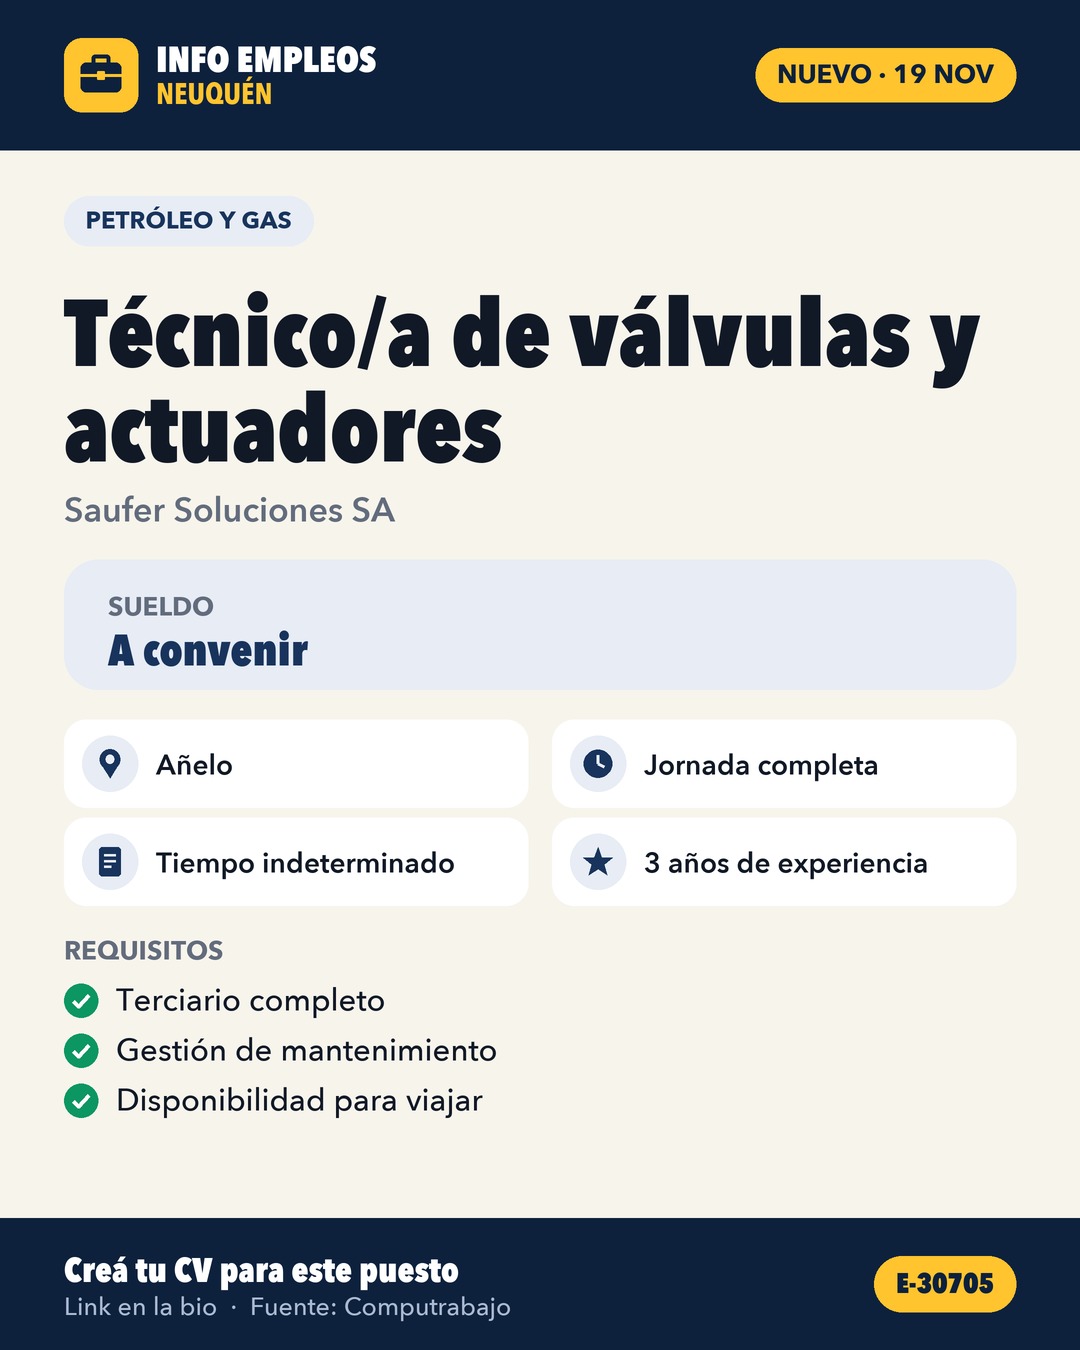 INFO EMPLEOS
NEUQUÉN
NUEVO · 19 NOV
PETRÓLEO Y GAS
Técnico/a de válvulas y
actuadores
Saufer Soluciones SA
SUELDO
A convenir
Añelo
Jornada completa
Tiempo indeterminado
3 años de experiencia
REQUISITOS
Terciario completo
Gestión de mantenimiento
Disponibilidad para viajar
Creá tu CV para este puesto
Link en la bio · Fuente: Computrabajo
E-30705